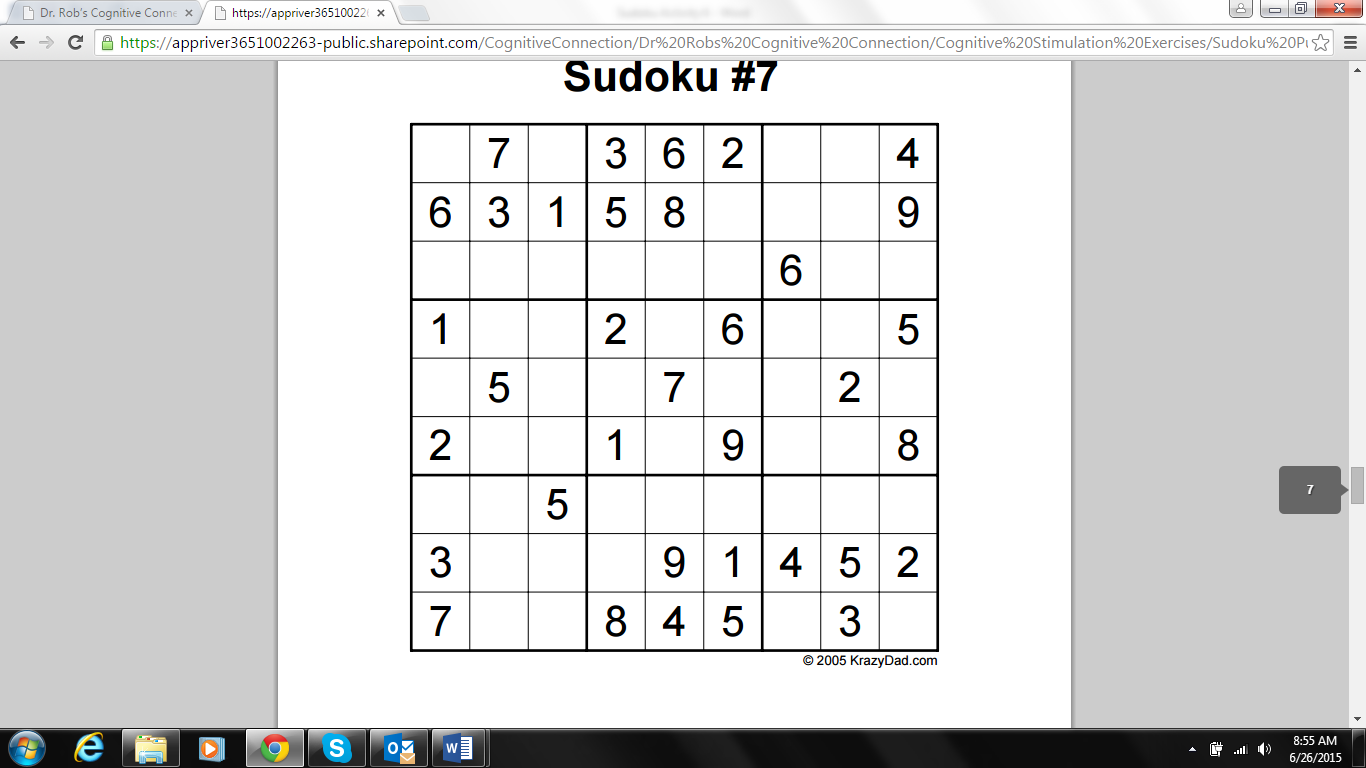 Dr. Rob's Cognitive Conne
https://appriver36510022
https://appriver3651002263-public.sharepoint.com/CognitiveConnection/Dr%20Robs%20Cognitive%20Connection/Cognitive%20Stimulation%20Exercises/Sudoku%20Pu
Sudoku #7
7 3 6 2 4
6 3 1 5 8 9
6
1 2 6 5
5 7 2
2 1 9 8
5
3 9 1 4 5 2
7 8 4 5 3
© 2005 KrazyDad.com
7
8:55 AM
6/26/2015